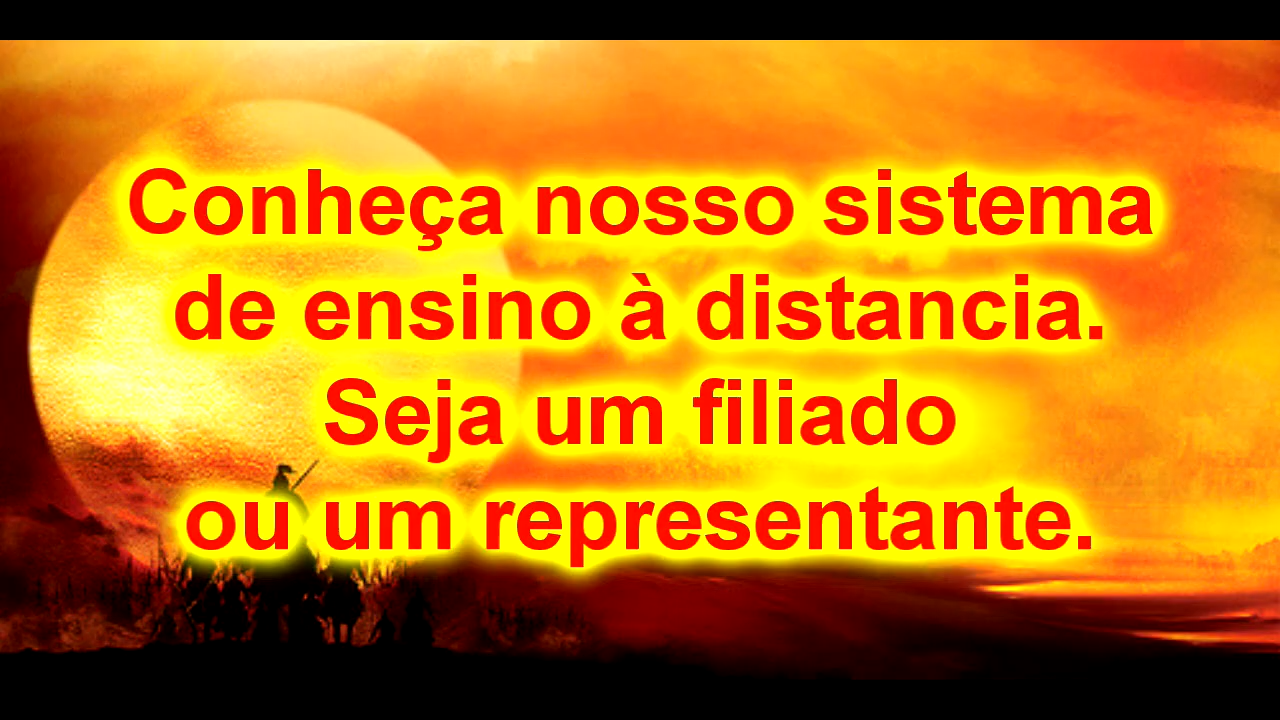 Conheça nosso sistema
de ensino à distancia.
Seja um filiado
ou um representante.